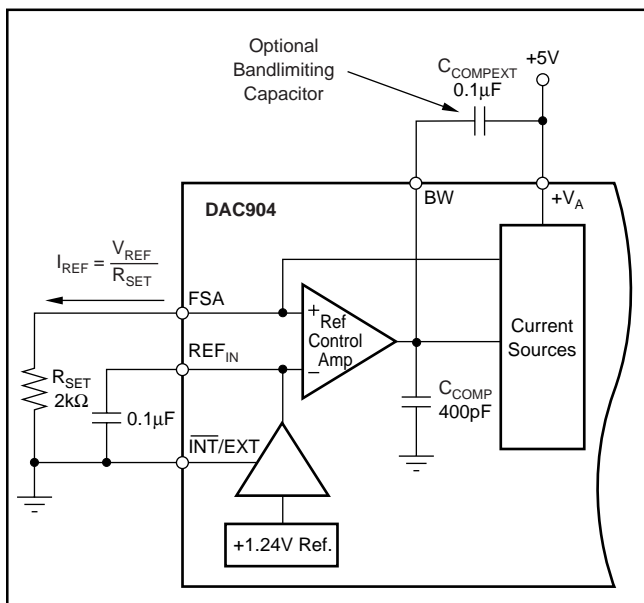 Optional
Bandlimiting
Capacitor
C_COMPEXT
0.1µF
+5V
DAC904
BW
+V_A
I_REF = V_REF / R_SET
FSA
REF_IN
+
Ref
Control
Amp
–
Current
Sources
R_SET
2kΩ
0.1µF
C_COMP
400pF
I̅N̅T̅/EXT
+1.24V Ref.